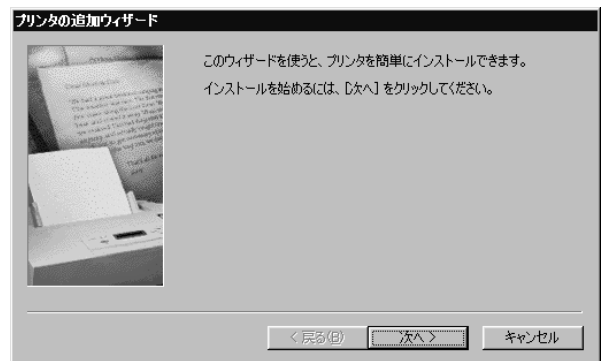 プリンタの追加ウィザード
このウィザードを使うと、プリンタを簡単にインストールできます。
インストールを始めるには、[次へ] をクリックしてください。
< 戻る(B)
次へ >
キャンセル